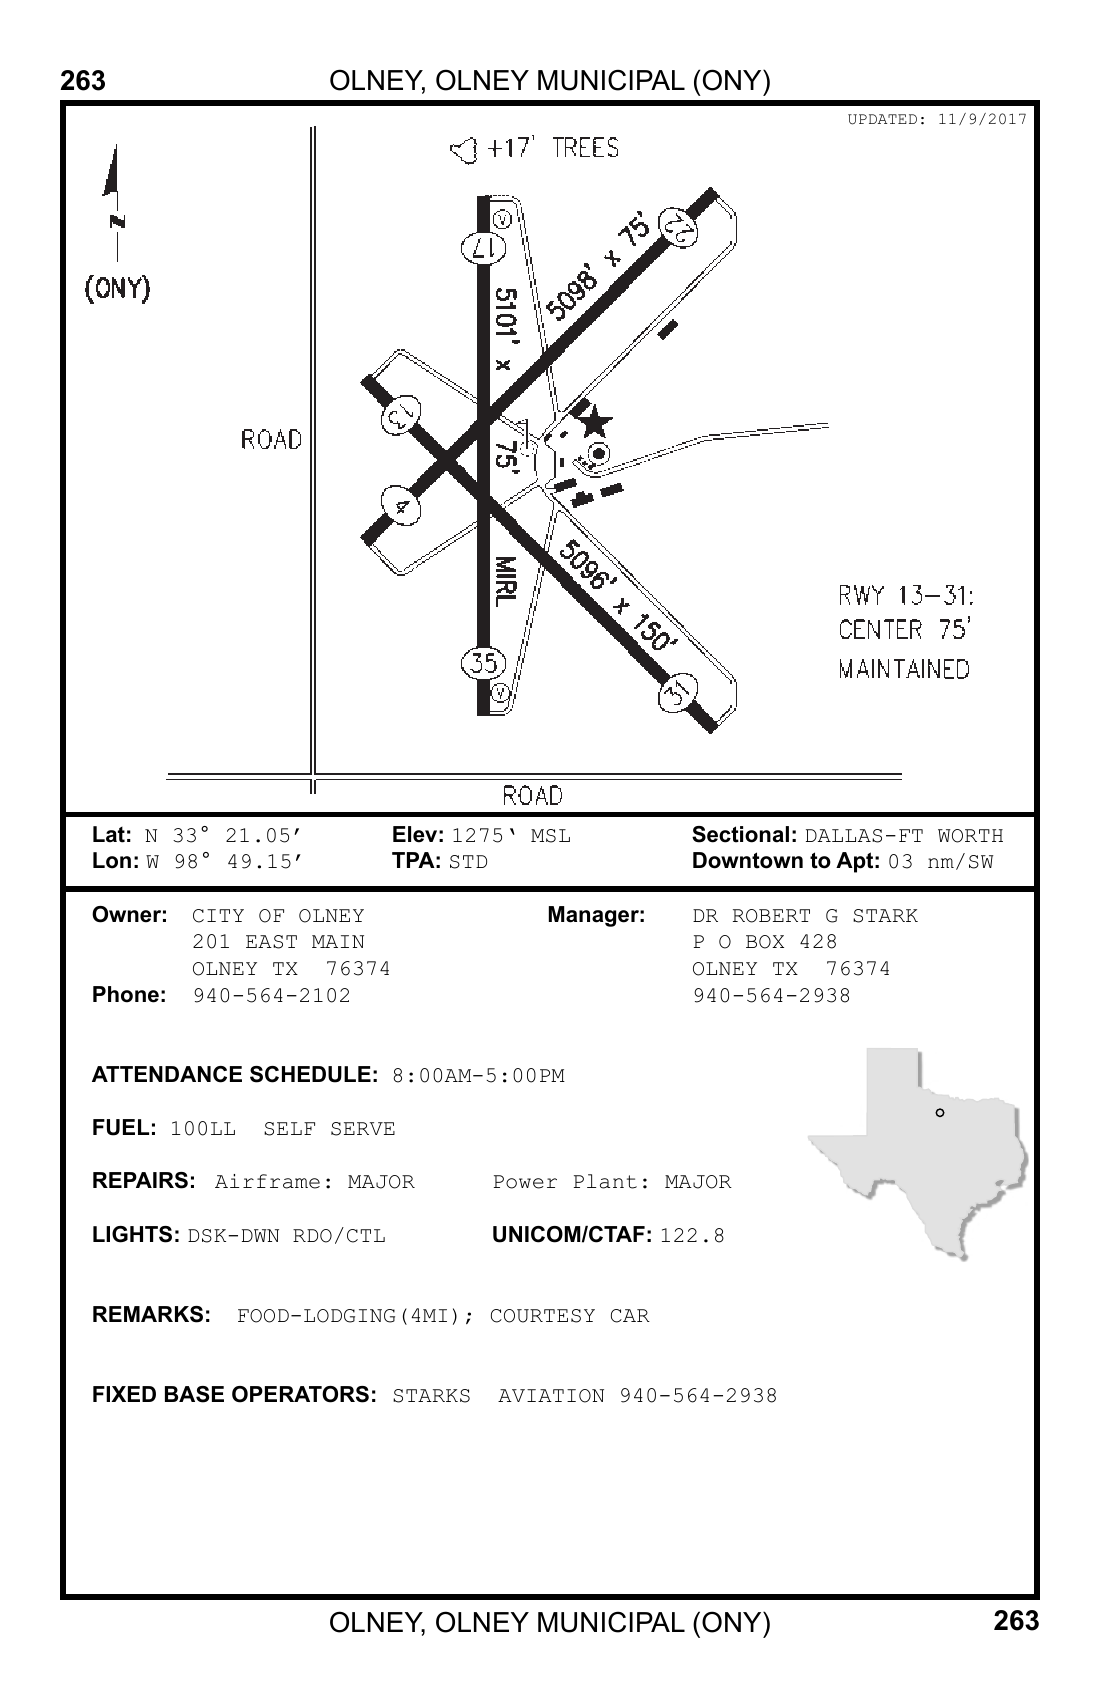 263 OLNEY, OLNEY MUNICIPAL (ONY)
UPDATED: 11/9/2017
+17' TREES
N
(ONY)
17
22
5098' x 75'
5101' x 75'
MIRL
ROAD
13
4
5096' x 150'
35
31
V
V
RWY 13-31:
CENTER 75'
MAINTAINED
ROAD
Lat: N 33° 21.05′ Elev: 1275‘ MSL Sectional: DALLAS-FT WORTH
Lon: W 98° 49.15′ TPA: STD Downtown to Apt: 03 nm/SW
Owner: CITY OF OLNEY Manager: DR ROBERT G STARK
201 EAST MAIN P O BOX 428
OLNEY TX 76374 OLNEY TX 76374
Phone: 940-564-2102 940-564-2938
ATTENDANCE SCHEDULE: 8:00AM-5:00PM
FUEL: 100LL SELF SERVE
REPAIRS: Airframe: MAJOR Power Plant: MAJOR
LIGHTS: DSK-DWN RDO/CTL UNICOM/CTAF: 122.8
REMARKS: FOOD-LODGING(4MI); COURTESY CAR
FIXED BASE OPERATORS: STARKS AVIATION 940-564-2938
OLNEY, OLNEY MUNICIPAL (ONY) 263